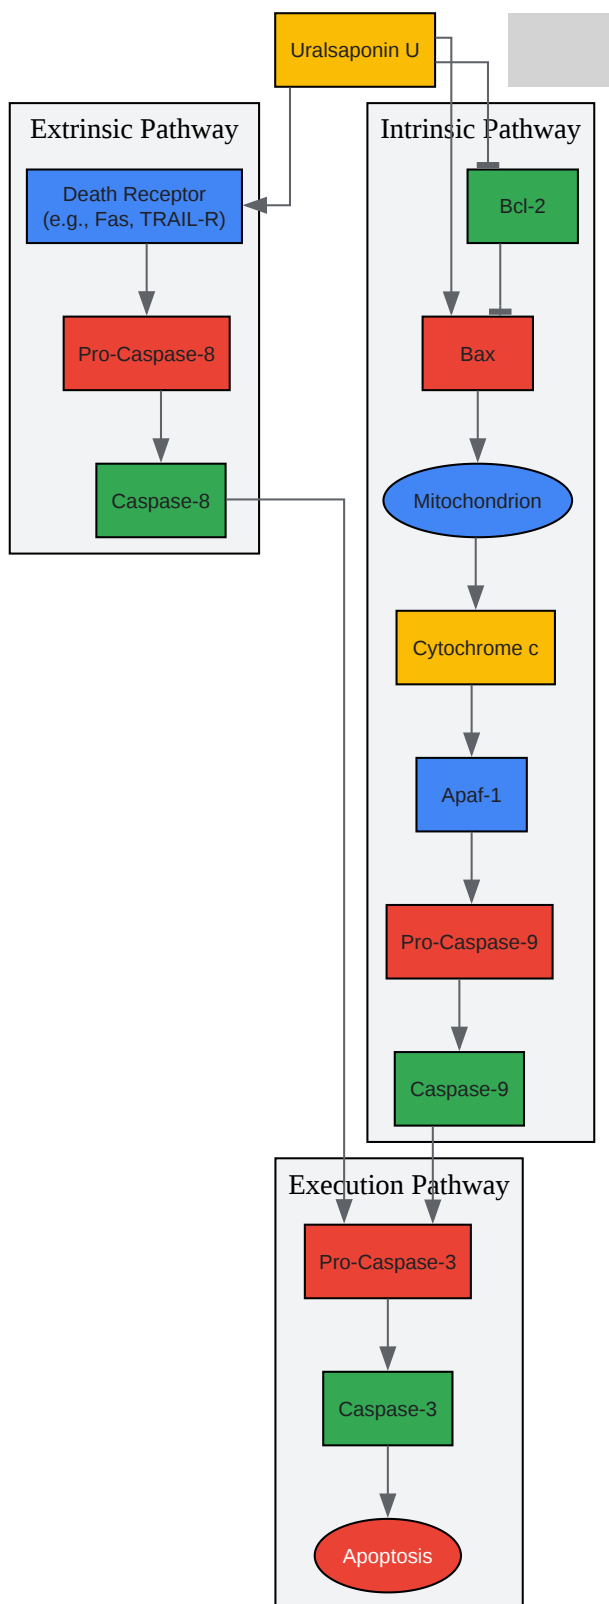 Uralsaponin U
Extrinsic Pathway
Death Receptor
(e.g., Fas, TRAIL-R)
Pro-Caspase-8
Caspase-8
Intrinsic Pathway
Bcl-2
Bax
Mitochondrion
Cytochrome c
Apaf-1
Pro-Caspase-9
Caspase-9
Execution Pathway
Pro-Caspase-3
Caspase-3
Apoptosis